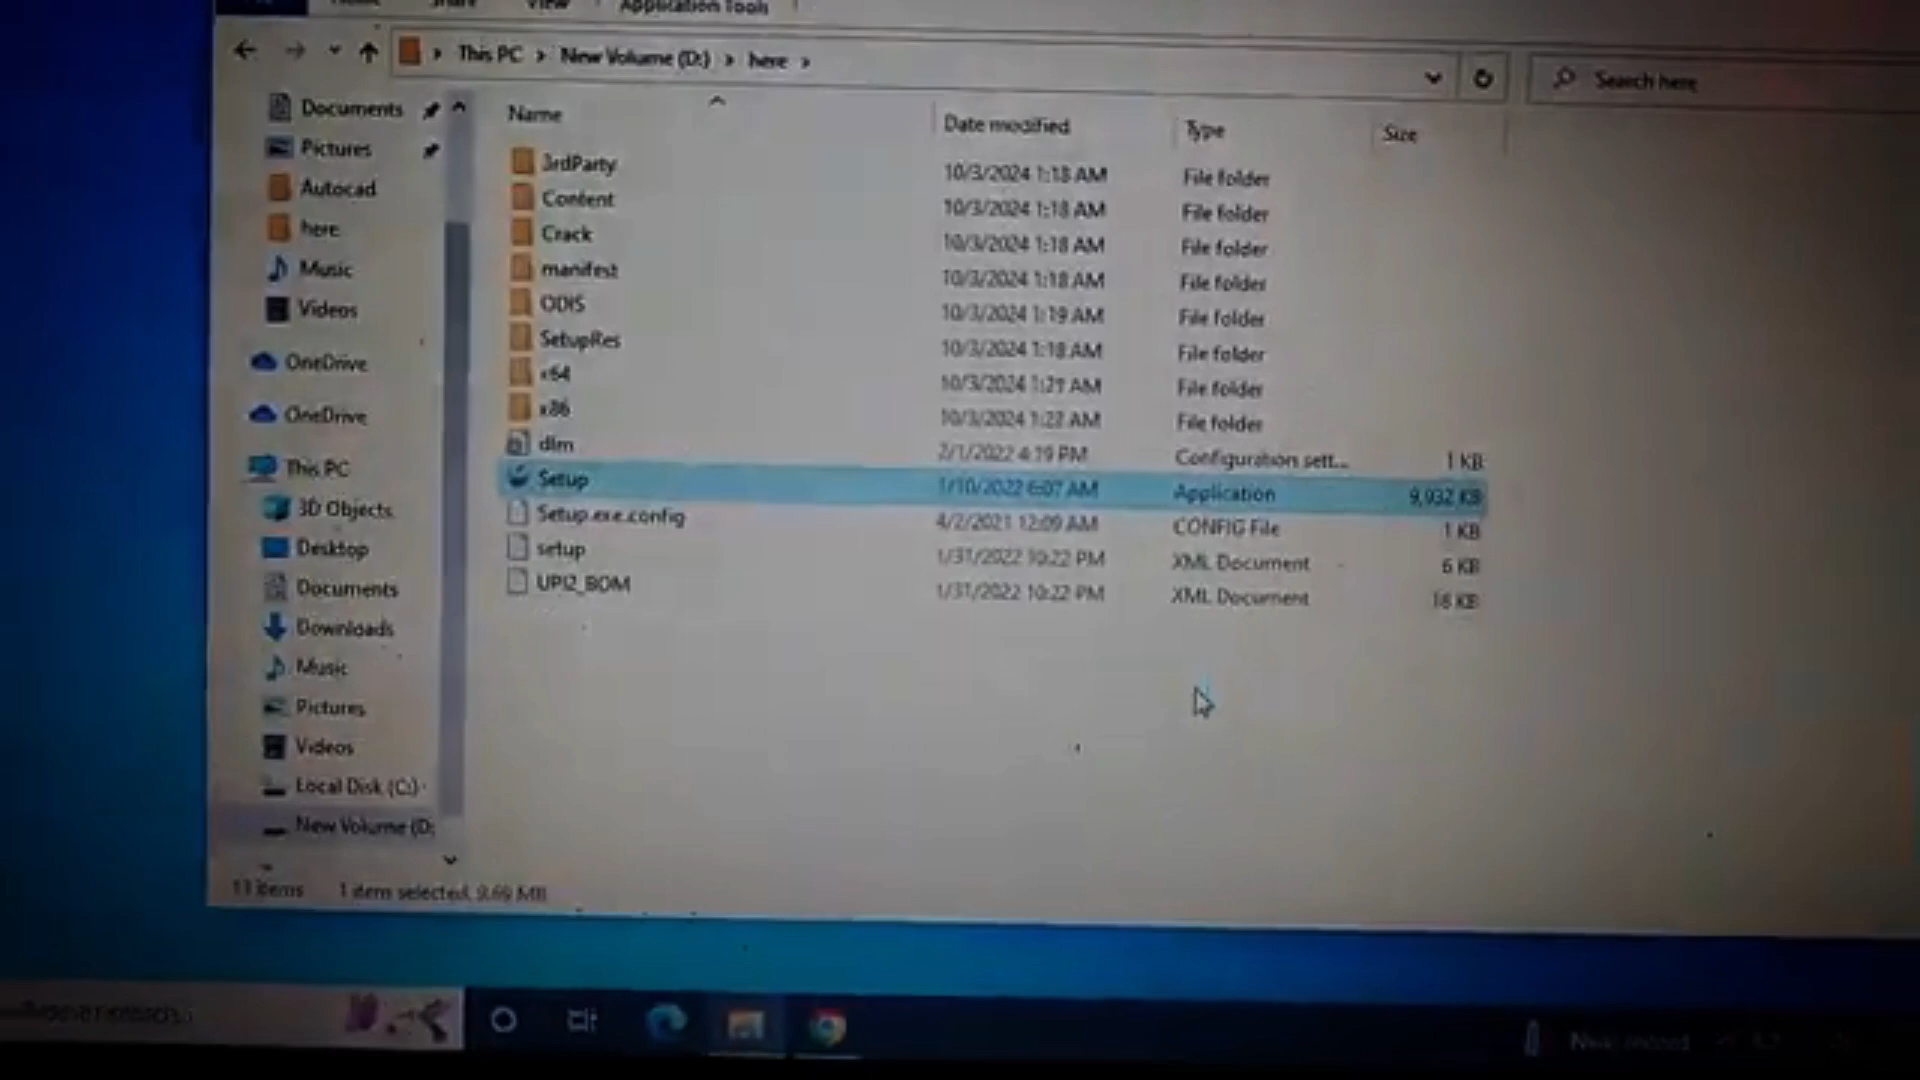 Home Share View Application Tools
This PC New Volume (D:) here
Search here
Documents
Pictures
Autocad
here
Music
Videos
OneDrive
OneDrive
This PC
3D Objects
Desktop
Documents
Downloads
Music
Pictures
Videos
Local Disk (C:)
New Volume (D:
Name Date modified Type Size
3rdParty 10/3/2024 1:18 AM File folder
Content 10/3/2024 1:18 AM File folder
Crack 10/3/2024 1:18 AM File folder
manifest 10/3/2024 1:18 AM File folder
ODIS 10/3/2024 1:19 AM File folder
SetupRes 10/3/2024 1:18 AM File folder
x64 10/3/2024 1:21 AM File folder
x86 10/3/2024 1:22 AM File folder
dlm 2/1/2022 4:19 PM Configuration sett... 1 KB
Setup 1/10/2022 6:07 AM Application 9,932 KB
Setup.exe.config 4/2/2021 12:09 AM CONFIG File 1 KB
setup 1/31/2022 10:22 PM XML Document 6 KB
UPI2_BOM 1/31/2022 10:22 PM XML Document 16 KB
13 items 1 item selected, 9.69 MB